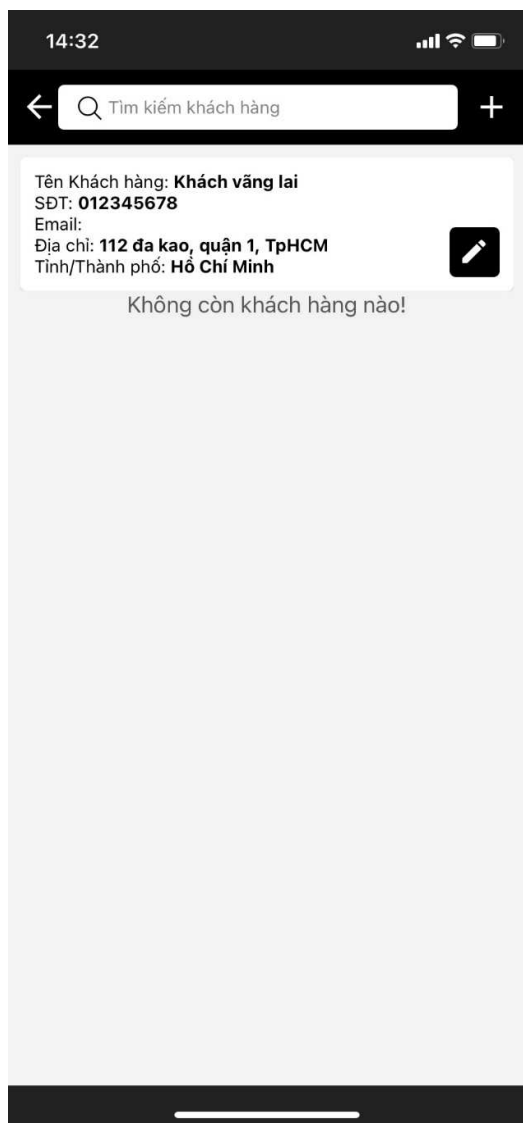 14:32
Tìm kiếm khách hàng
Tên Khách hàng: Khách vãng lai
SĐT: 012345678
Email:
Địa chỉ: 112 đa kao, quận 1, TpHCM
Tỉnh/Thành phố: Hồ Chí Minh
Không còn khách hàng nào!